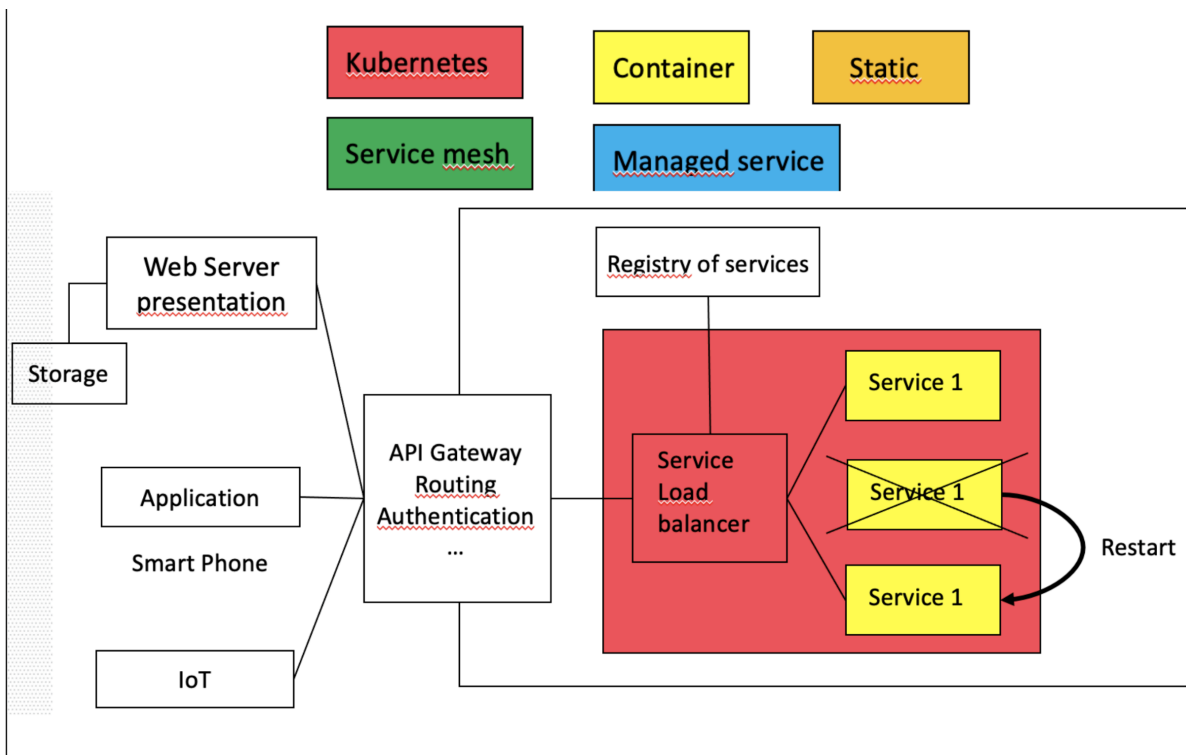 Kubernetes
Container
Static
Service mesh
Managed service
Web Server
presentation
Registry of services
Storage
Service 1
API Gateway
Routing
Authentication
...
Service
Load
balancer
Application
Service 1
Smart Phone
Restart
Service 1
IoT